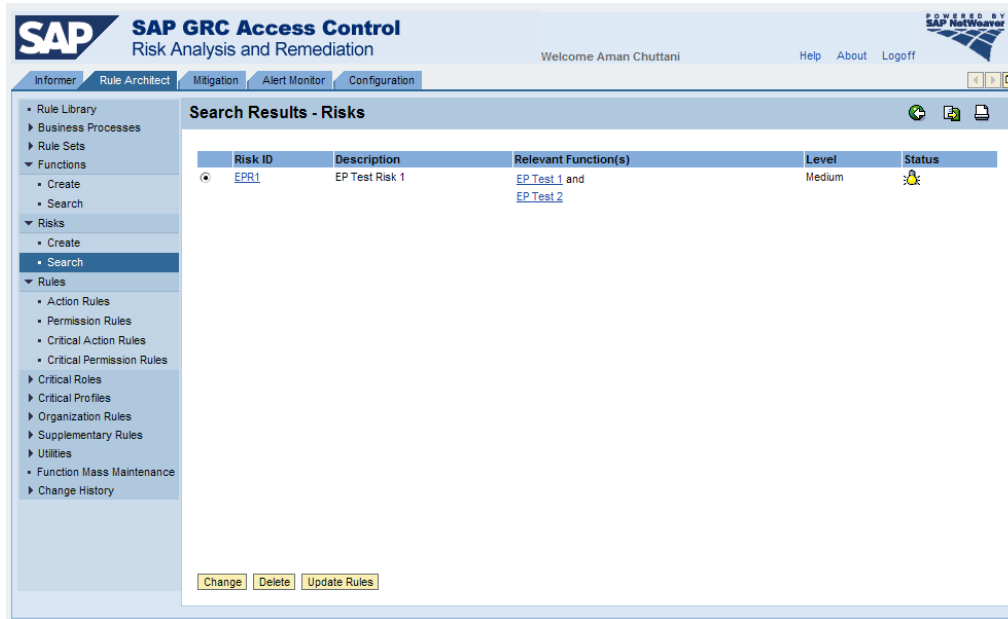 SAP
SAP GRC Access Control
Risk Analysis and Remediation
Welcome Aman Chuttani
Help About Logoff
POWERED BY
SAP NetWeaver
Informer Rule Architect Mitigation Alert Monitor Configuration
Rule Library
Business Processes
Rule Sets
Functions
Create
Search
Risks
Create
Search
Rules
Action Rules
Permission Rules
Critical Action Rules
Critical Permission Rules
Critical Roles
Critical Profiles
Organization Rules
Supplementary Rules
Utilities
Function Mass Maintenance
Change History
Search Results - Risks
Risk ID Description Relevant Function(s) Level Status
EPR1 EP Test Risk 1 EP Test 1 and Medium
EP Test 2
Change Delete Update Rules